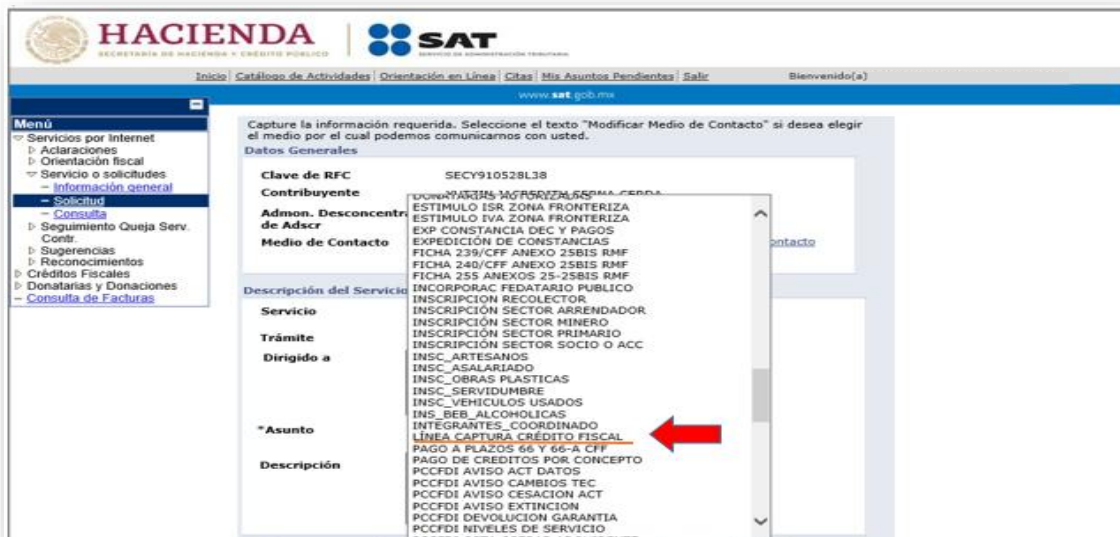 HACIENDA
SECRETARÍA DE HACIENDA Y CRÉDITO PÚBLICO
SAT
SERVICIO DE ADMINISTRACIÓN TRIBUTARIA
Inicio | Catálogo de Actividades | Orientación en Línea | Citas | Mis Asuntos Pendientes | Salir Bienvenido(a)
www.sat.gob.mx
Menú
Servicios por Internet
Aclaraciones
Orientación fiscal
Servicio o solicitudes
Información general
Solicitud
Consulta
Seguimiento Queja Serv. Contr.
Sugerencias
Reconocimientos
Créditos Fiscales
Donatarias y Donaciones
Consulta de Facturas
Capture la información requerida. Seleccione el texto "Modificar Medio de Contacto" si desea elegir
el medio por el cual podemos comunicarnos con usted.
Datos Generales
Clave de RFC SECY910528L38
Contribuyente
Admon. Desconcentr
de Adscr
Medio de Contacto
ontacto
Descripción del Servicio
Servicio
Trámite
Dirigido a
*Asunto
Descripción
DONATARIAS AUTORIZADAS
ESTIMULO ISR ZONA FRONTERIZA
ESTIMULO IVA ZONA FRONTERIZA
EXP CONSTANCIA DEC Y PAGOS
EXPEDICIÓN DE CONSTANCIAS
FICHA 239/CFF ANEXO 25BIS RMF
FICHA 240/CFF ANEXO 25BIS RMF
FICHA 255 ANEXOS 25-25BIS RMF
INCORPORAC FEDATARIO PUBLICO
INSCRIPCION RECOLECTOR
INSCRIPCIÓN SECTOR ARRENDADOR
INSCRIPCIÓN SECTOR MINERO
INSCRIPCIÓN SECTOR PRIMARIO
INSCRIPCIÓN SECTOR SOCIO O ACC
INSC_ARTESANOS
INSC_ASALARIADO
INSC_OBRAS PLASTICAS
INSC_SERVIDUMBRE
INSC_VEHICULOS USADOS
INS_BEB_ALCOHOLICAS
INTEGRANTES_COORDINADO
LÍNEA CAPTURA CRÉDITO FISCAL
PAGO A PLAZOS 66 Y 66-A CFF
PAGO DE CREDITOS POR CONCEPTO
PCCFDI AVISO ACT DATOS
PCCFDI AVISO CAMBIOS TEC
PCCFDI AVISO CESACION ACT
PCCFDI AVISO EXTINCION
PCCFDI DEVOLUCION GARANTIA
PCCFDI NIVELES DE SERVICIO